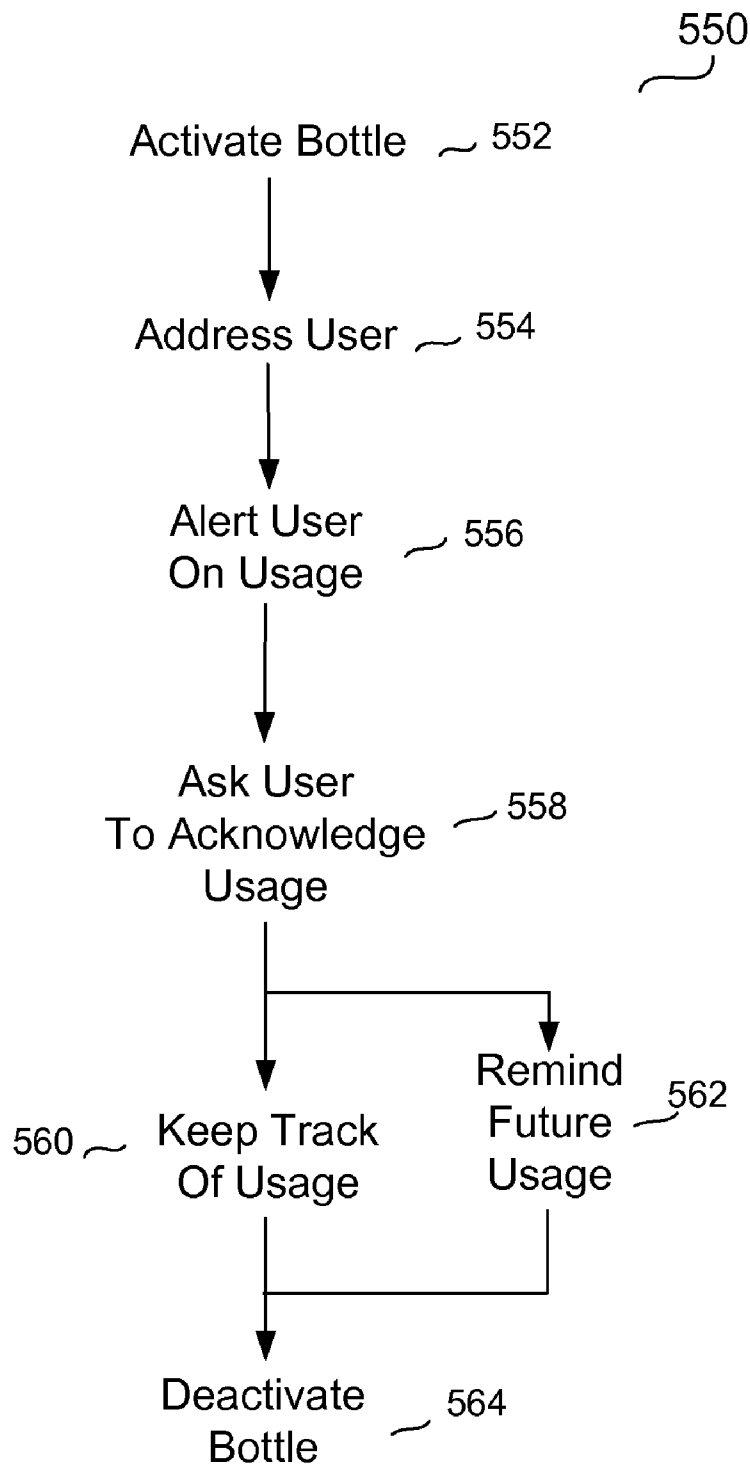 550
Activate Bottle
552
Address User
554
Alert User
On Usage
556
Ask User
To Acknowledge
Usage
558
560
Keep Track
Of Usage
Remind
Future
Usage
562
Deactivate
Bottle
564